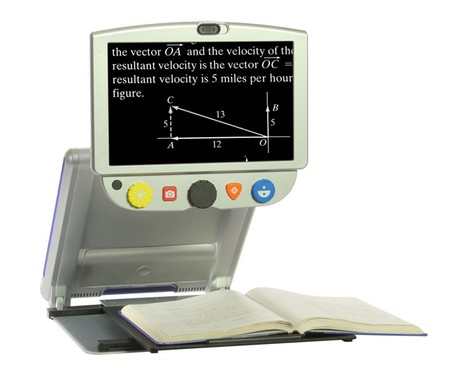 the vector OA and the velocity of the
resultant velocity is the vector OC =
resultant velocity is 5 miles per hour
figure.
C
B
13
5
5
A
12
O